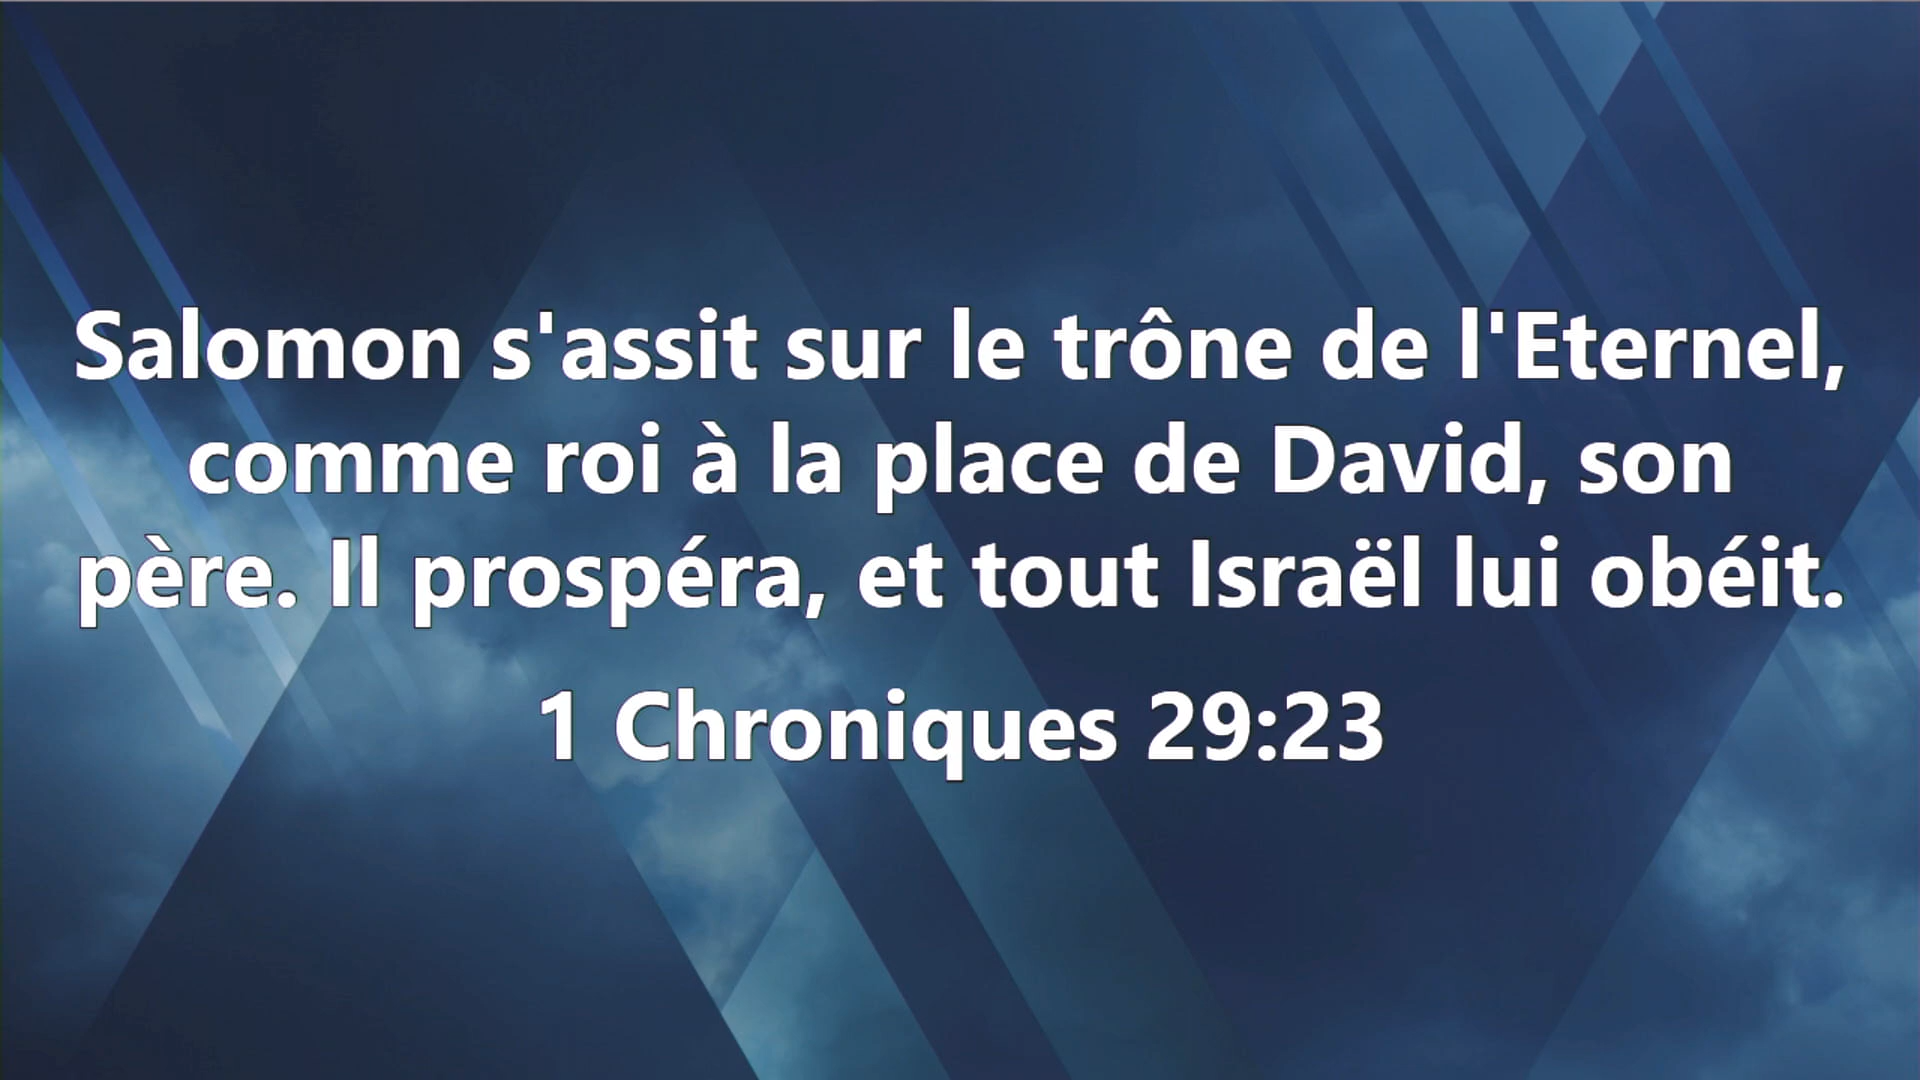 Salomon s'assit sur le trône de l'Eternel,
comme roi à la place de David, son
père. Il prospéra, et tout Israël lui obéit.
1 Chroniques 29:23